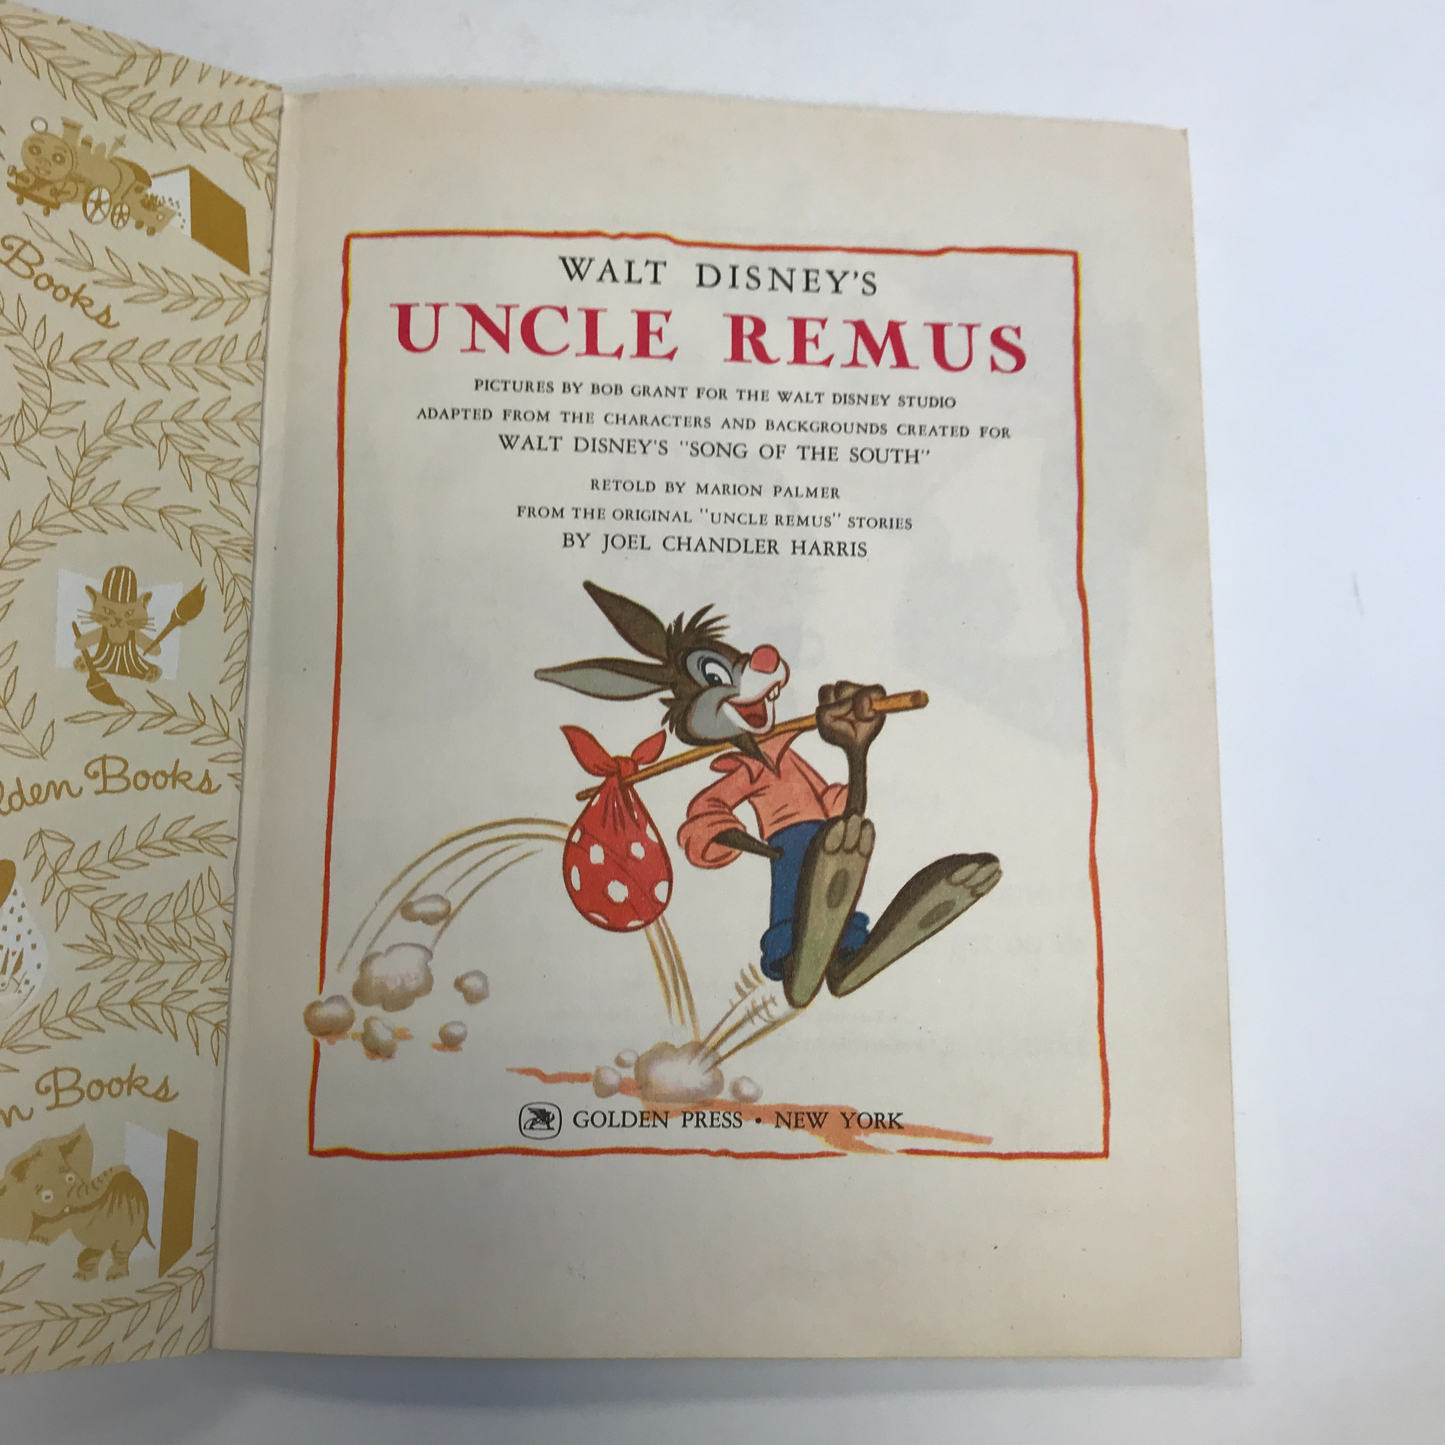 Books
Golden Books
Books
WALT DISNEY'S
UNCLE REMUS
PICTURES BY BOB GRANT FOR THE WALT DISNEY STUDIO
ADAPTED FROM THE CHARACTERS AND BACKGROUNDS CREATED FOR
WALT DISNEY'S "SONG OF THE SOUTH"
RETOLD BY MARION PALMER
FROM THE ORIGINAL "UNCLE REMUS" STORIES
BY JOEL CHANDLER HARRIS
GOLDEN PRESS • NEW YORK